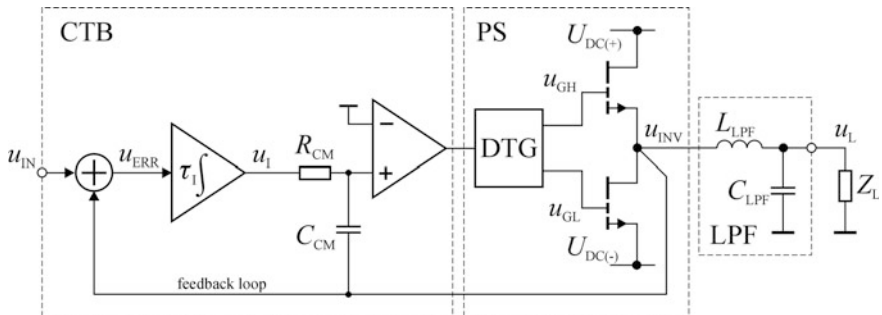 CTB
PS
U_DC(+)
u_GH
u_IN
u_ERR
τ_I∫
u_I
R_CM
−
+
DTG
u_INV
L_LPF
u_L
C_LPF
Z_L
C_CM
u_GL
LPF
U_DC(-)
feedback loop